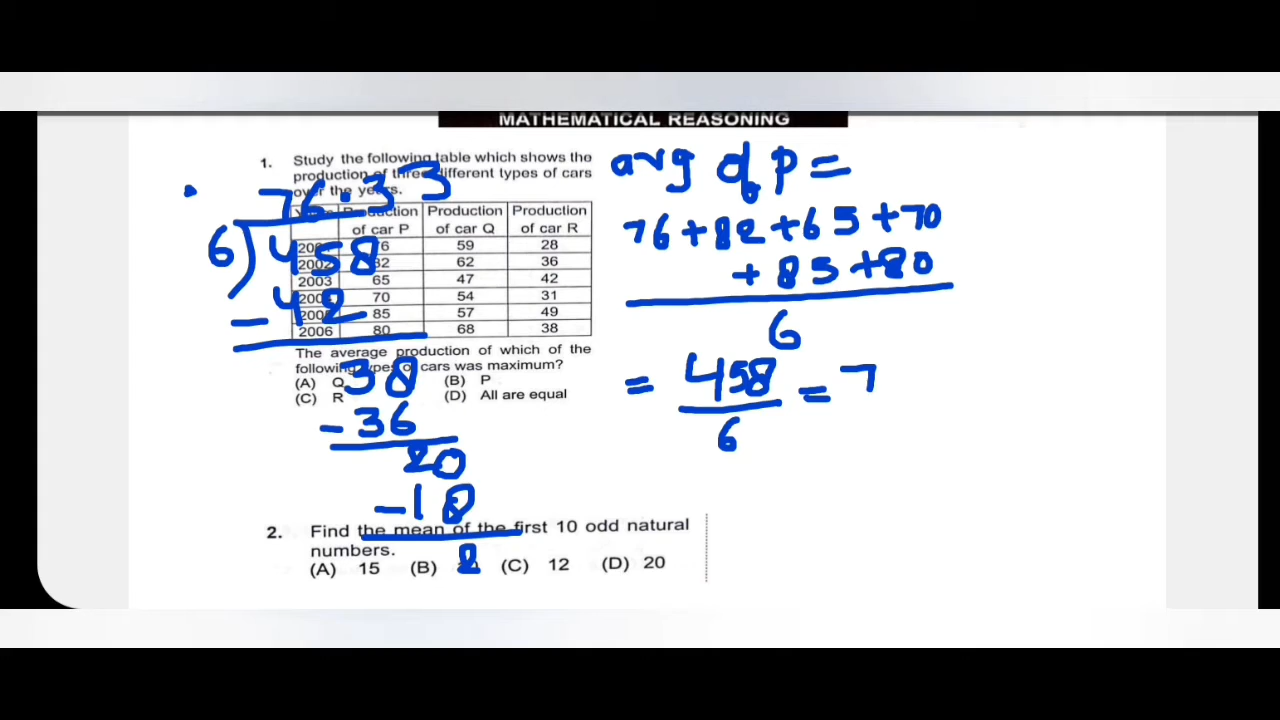 MATHEMATICAL REASONING
1. Study the following table which shows the
production of three different types of cars
over the years.
Production Production Production
of car P of car Q of car R
59 28
2002 62 36
2003 65 47 42
70 54 31
85 57 49
2006 80 68 38
The average production of which of the
following types of cars was maximum?
(A) Q (B) P
(C) R (D) All are equal
2. Find the mean of the first 10 odd natural
numbers.
(A) 15 (B) (C) 12 (D) 20
76.33
6 458
-42
38
-36
20
-18
2
avg of p =
76+82+65+70
+85+80
6
= 458 = 7
6